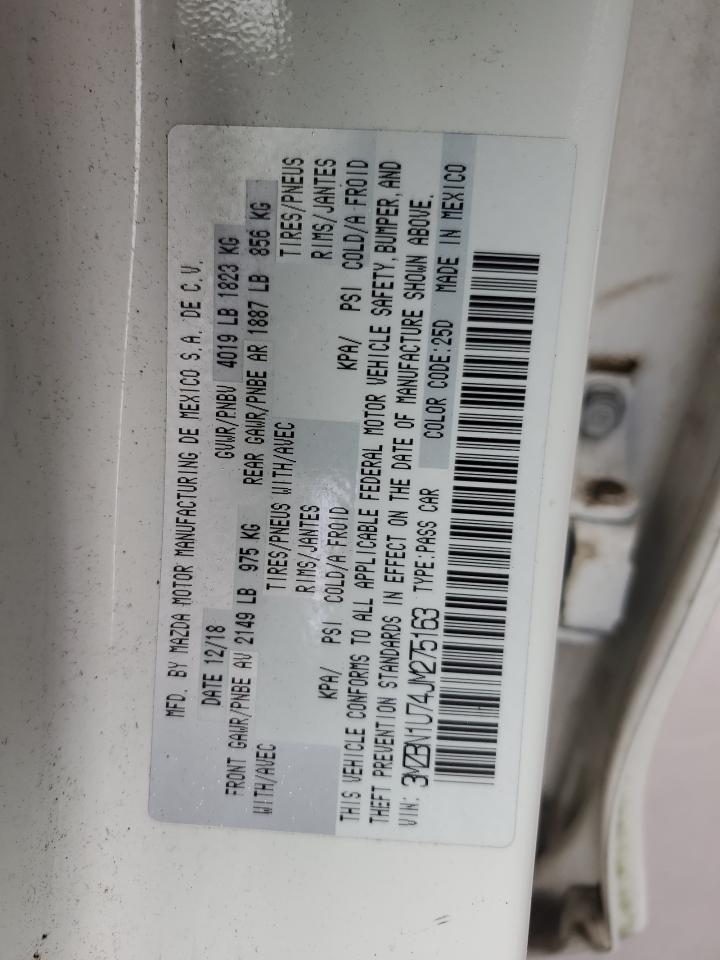 MFD. BY MAZDA MOTOR MANUFACTURING DE MEXICO S.A. DE C.V.
DATE 12/18 GVWR/PNBV 4019 LB 1823 KG
FRONT GAWR/PNBE AV 2149 LB 975 KG REAR GAWR/PNBE AR 1887 LB 856 KG
WITH/AVEC TIRES/PNEUS WITH/AVEC TIRES/PNEUS
RIMS/JANTES RIMS/JANTES
KPA/ PSI COLD/A FROID KPA/ PSI COLD/A FROID
THIS VEHICLE CONFORMS TO ALL APPLICABLE FEDERAL MOTOR VEHICLE SAFETY, BUMPER, AND
THEFT PREVENTION STANDARDS IN EFFECT ON THE DATE OF MANUFACTURE SHOWN ABOVE.
VIN: 3MZBN1U74JM275163 TYPE:PASS CAR COLOR CODE:25D MADE IN MEXICO